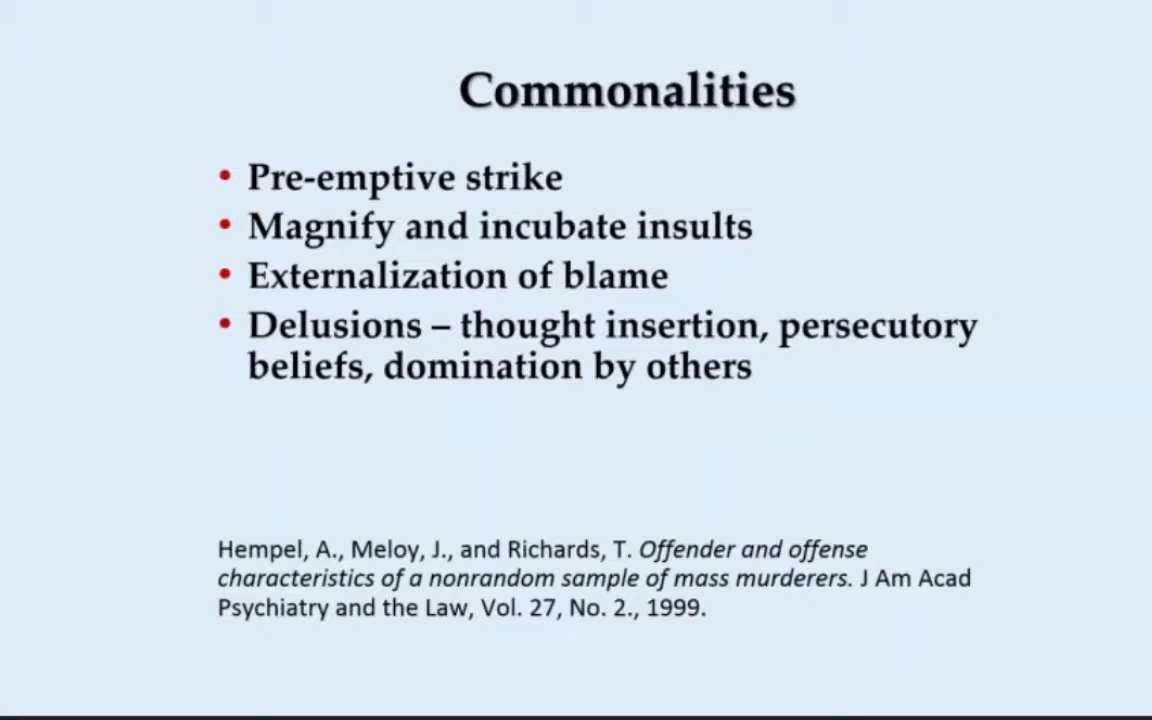 Commonalities
• Pre-emptive strike
• Magnify and incubate insults
• Externalization of blame
• Delusions – thought insertion, persecutory
beliefs, domination by others
Hempel, A., Meloy, J., and Richards, T. Offender and offense
characteristics of a nonrandom sample of mass murderers. J Am Acad
Psychiatry and the Law, Vol. 27, No. 2., 1999.